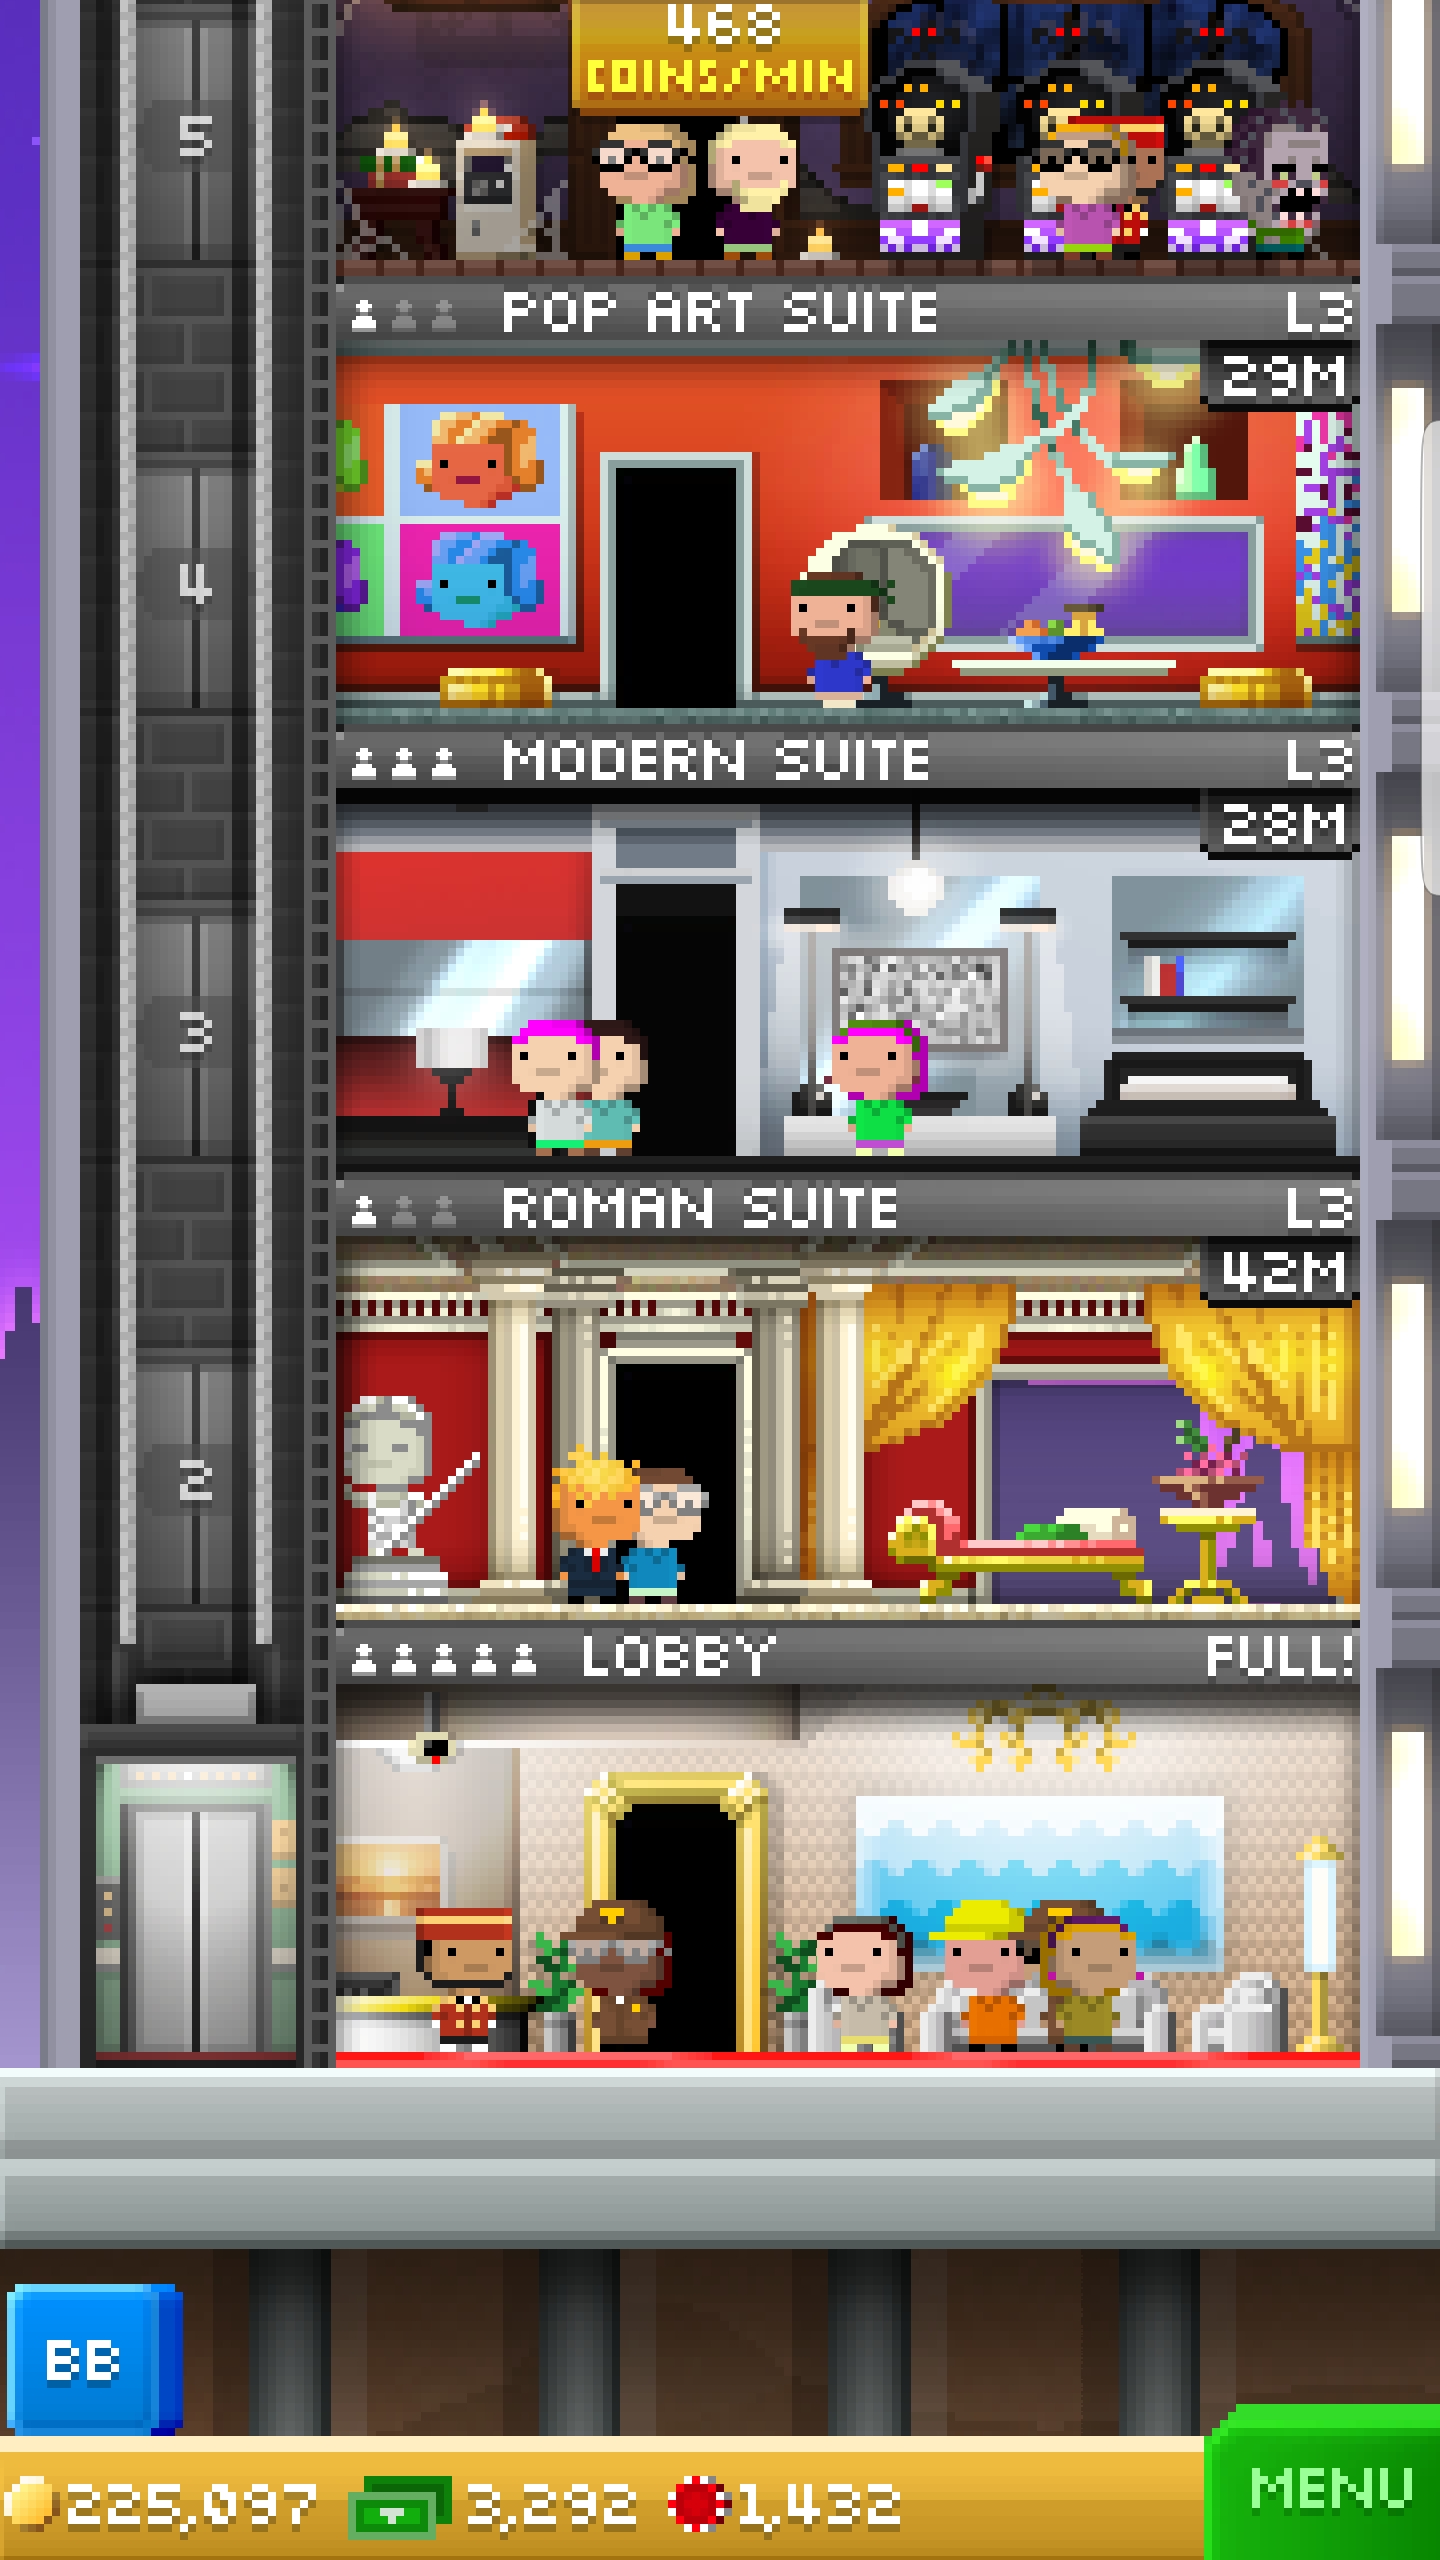 468
COINS/MIN
5
POP ART SUITE L3
29M
4
MODERN SUITE L3
28M
3
ROMAN SUITE L3
42M
2
LOBBY FULL!
BB
225,097 3,292 1,432
MENU